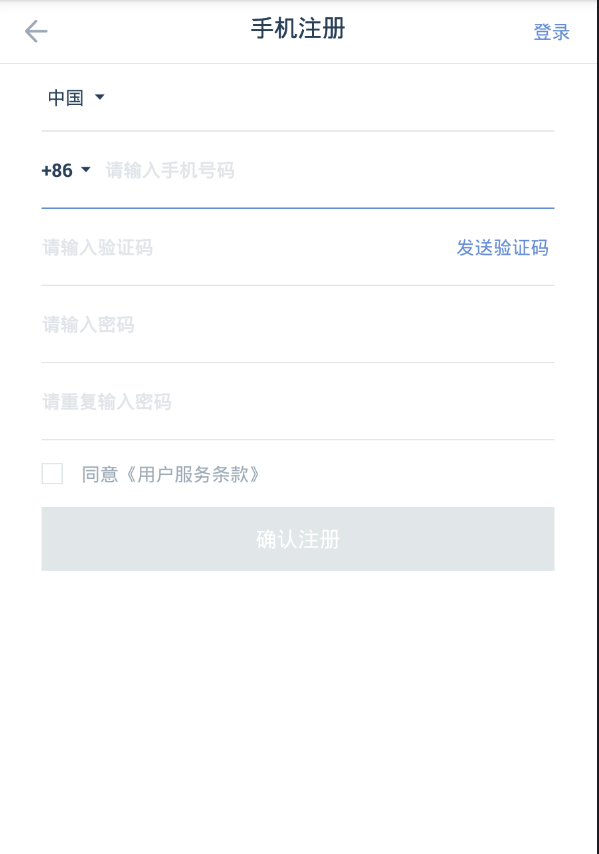 手机注册
登录
中国
+86 请输入手机号码
请输入验证码 发送验证码
请输入密码
请重复输入密码
同意《用户服务条款》
确认注册